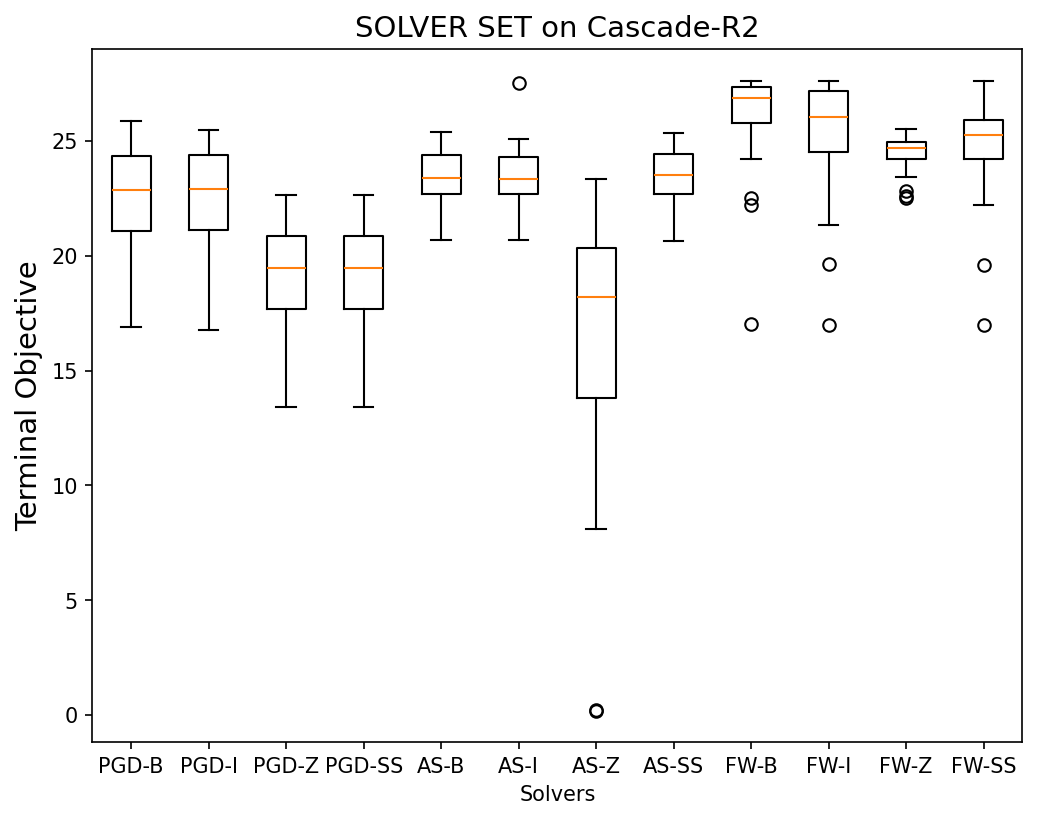 SOLVER SET on Cascade-R2
Terminal Objective
25
20
15
10
5
0
PGD-B PGD-I PGD-Z PGD-SS AS-B AS-I AS-Z AS-SS FW-B FW-I FW-Z FW-SS
Solvers